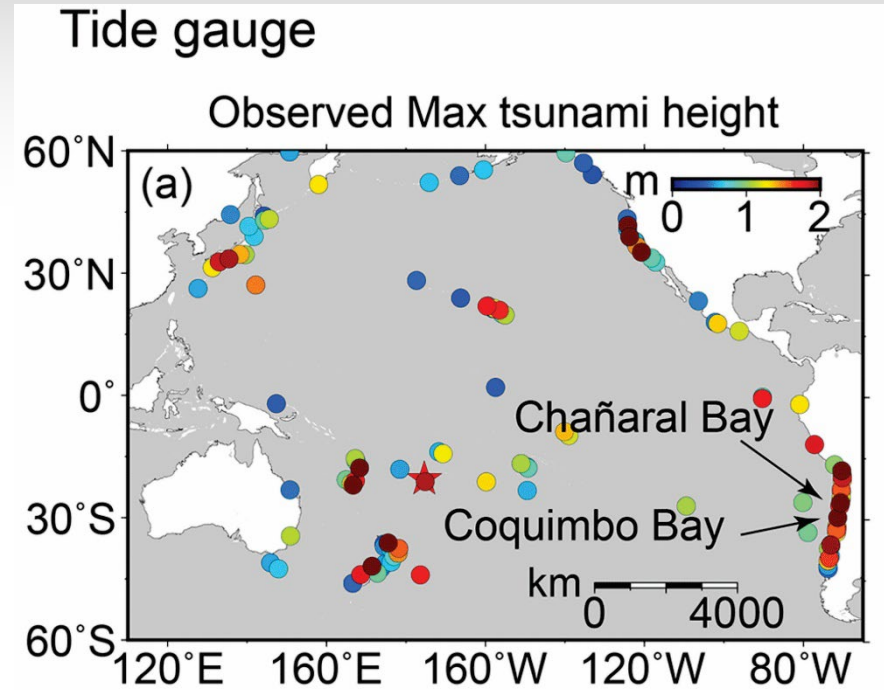 Tide gauge
Observed Max tsunami height
60˚N
(a)
m
0 1 2
30˚N
0˚
Chañaral Bay
30˚S
Coquimbo Bay
km
0 4000
60˚S
120˚E 160˚E 160˚W 120˚W 80˚W